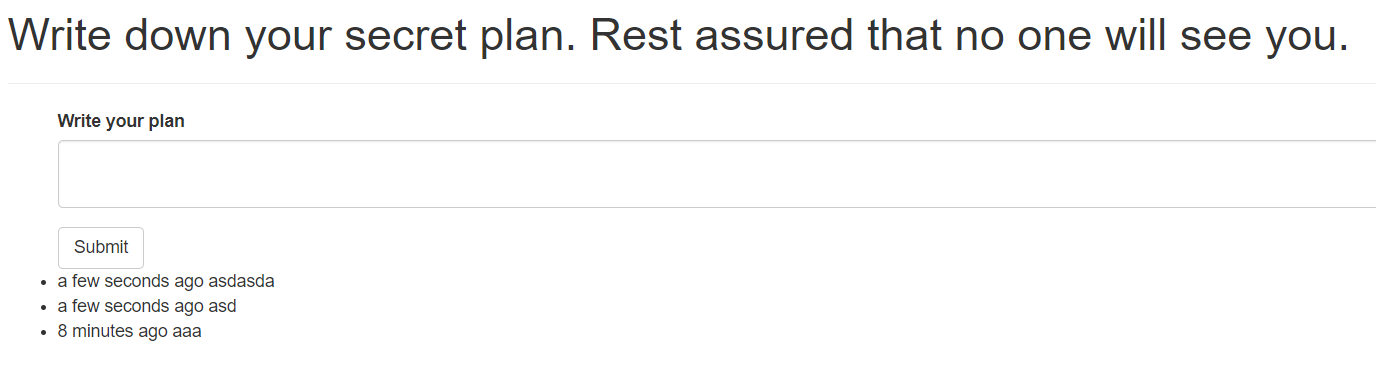 Write down your secret plan. Rest assured that no one will see you.
Write your plan
Submit
a few seconds ago asdasda
a few seconds ago asd
8 minutes ago aaa